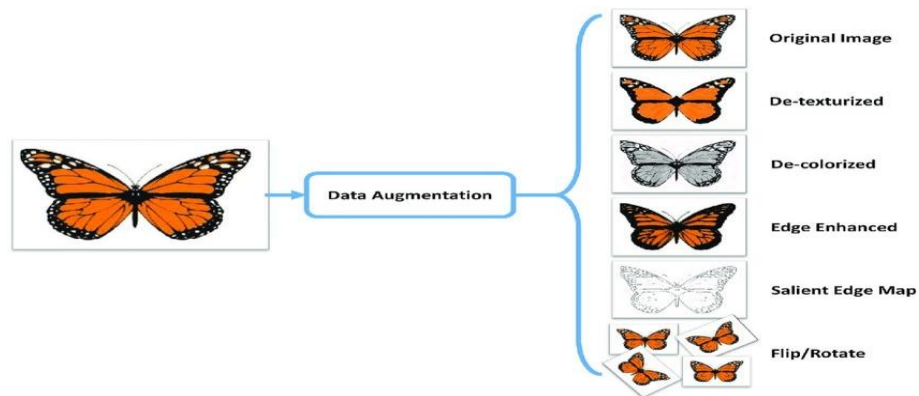 Original Image
De-texturized
De-colorized
Data Augmentation
Edge Enhanced
Salient Edge Map
Flip/Rotate